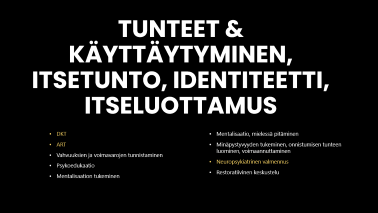 TUNTEET &
KÄYTTÄYTYMINEN,
ITSETUNTO, IDENTITEETTI,
ITSELUOTTAMUS
• DKT
• ART
• Vahvuuksien ja voimavarojen tunnistaminen
• Psykoedukaatio
• Mentalisaation tukeminen
• Mentalisaatio, mielessä pitäminen
• Minäpystyvyyden tukeminen, onnistumisen tunteen
luominen, voimaannuttaminen
• Neuropsykiatrinen valmennus
• Restoratiivinen keskustelu